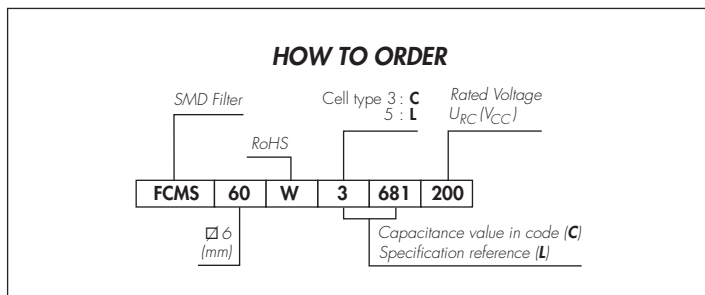 HOW TO ORDER
SMD Filter
Cell type 3 : C
5 : L
Rated Voltage
URC (VCC)
RoHS
FCMS 60 W 3 681 200
6
(mm)
Capacitance value in code (C)
Specification reference (L)